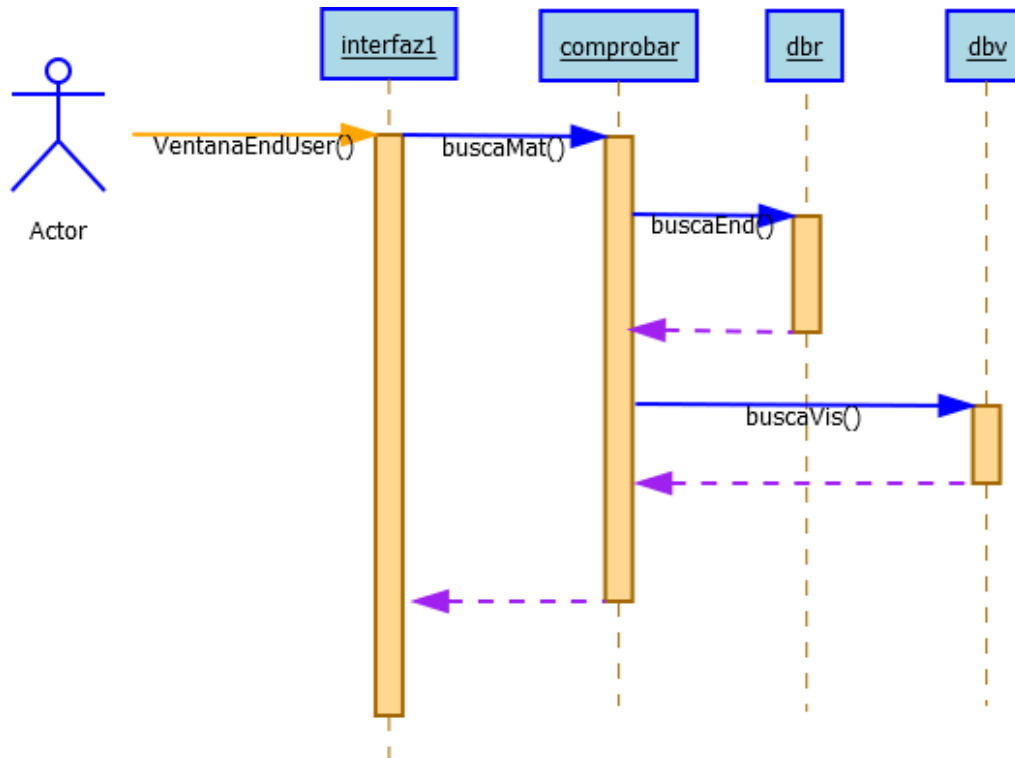 interfaz1
comprobar
dbr
dbv
VentanaEndUser()
buscaMat()
buscaEnd()
Actor
buscaVis()